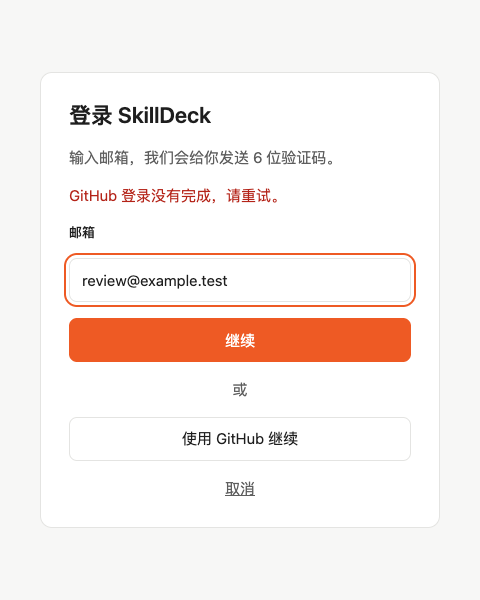 登录 SkillDeck
输入邮箱，我们会给你发送 6 位验证码。
GitHub 登录没有完成，请重试。
邮箱
review@example.test
继续
或
使用 GitHub 继续
取消